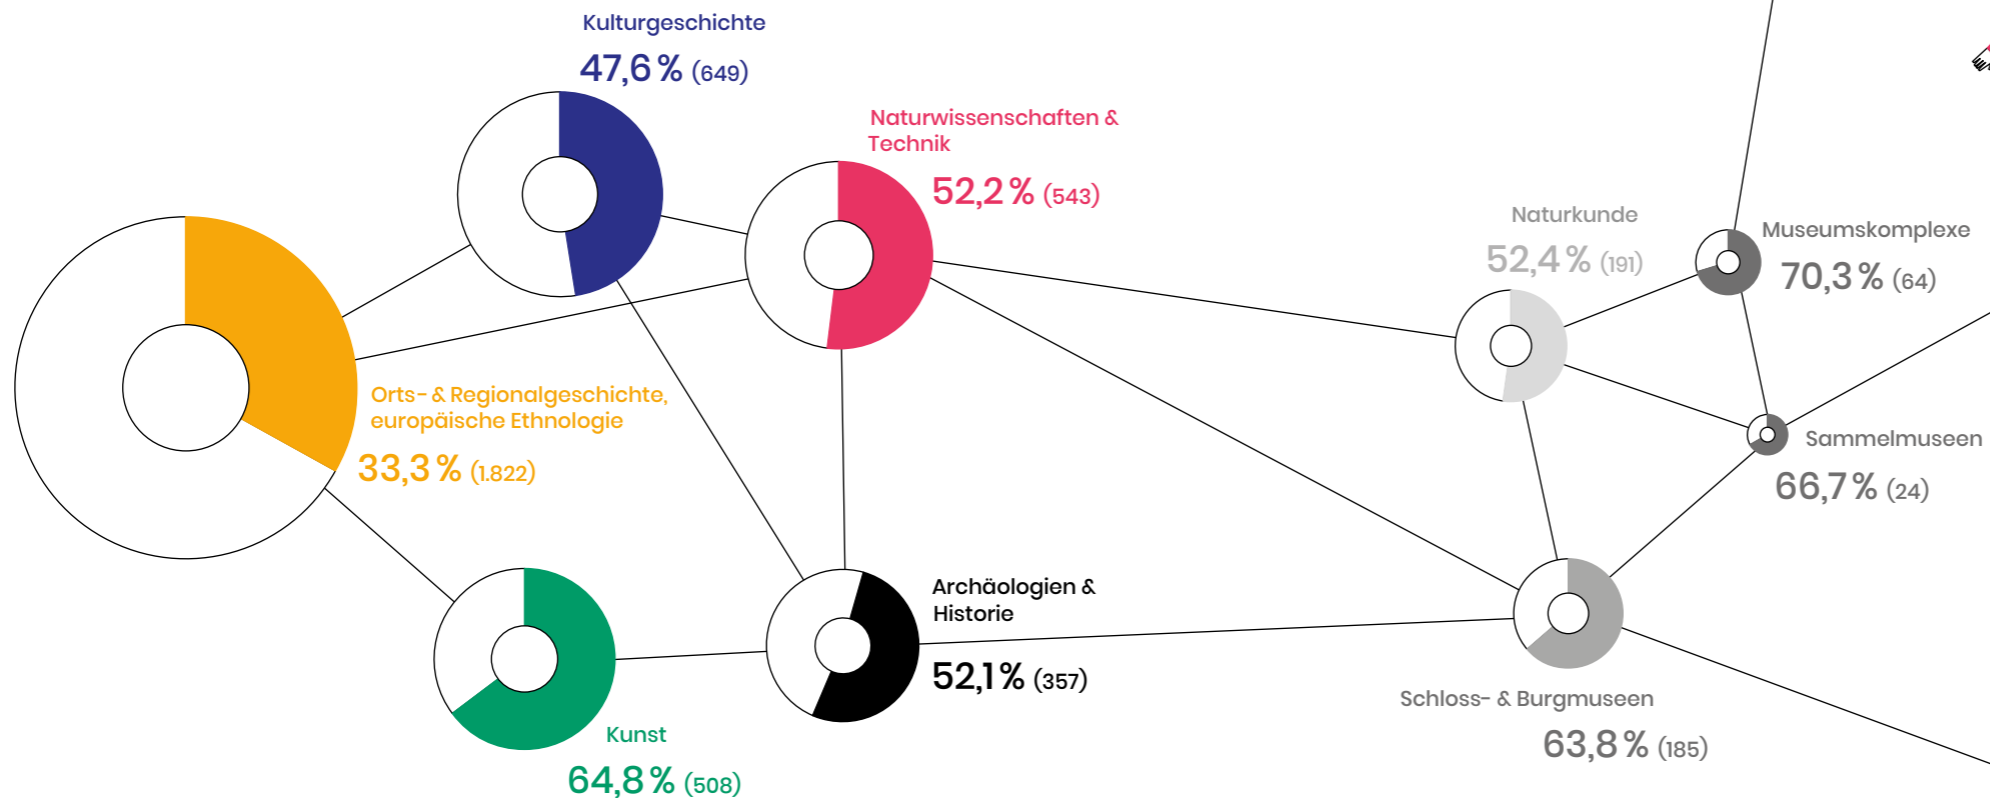 Kulturgeschichte
47,6 % (649)
Naturwissenschaften &
Technik
52,2 % (543)
Orts- & Regionalgeschichte,
europäische Ethnologie
33,3 % (1.822)
Kunst
64,8 % (508)
Archäologien &
Historie
52,1 % (357)
Naturkunde
52,4 % (191)
Museumskomplexe
70,3 % (64)
Sammelmuseen
66,7 % (24)
Schloss- & Burgmuseen
63,8 % (185)